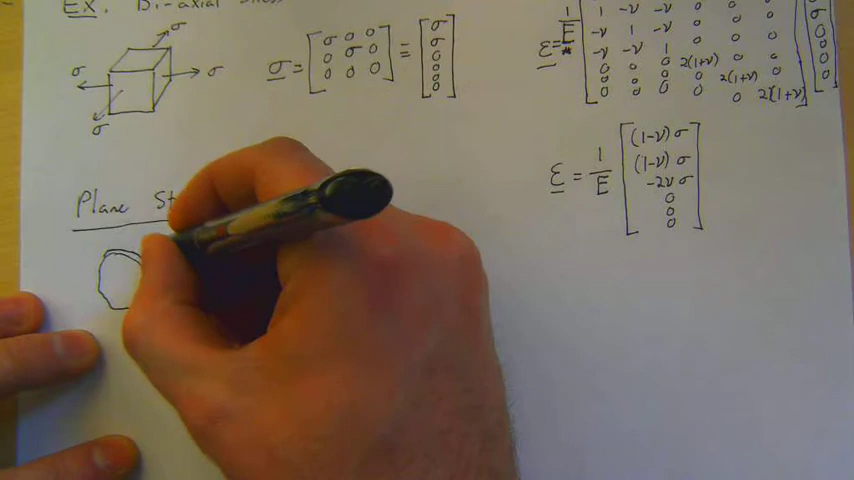 EX. Bi-axial Stress
σ
σ
σ
σ
σ = [ σ 0 0 ; 0 σ 0 ; 0 0 0 ] = [ σ ; σ ; 0 ; 0 ; 0 ; 0 ]
ε = 1/E [ 1 -ν -ν 0 0 0 ; -ν 1 -ν 0 0 0 ; -ν -ν 1 0 0 0 ; 0 0 0 2(1+ν) 0 0 ; 0 0 0 0 2(1+ν) 0 ; 0 0 0 0 0 2(1+ν) ] [ σ ; 0 ; 0 ; 0 ; 0 ]
ε = 1/E [ (1-ν) σ ; (1-ν) σ ; -2ν σ ; 0 ; 0 ; 0 ]
Plane St